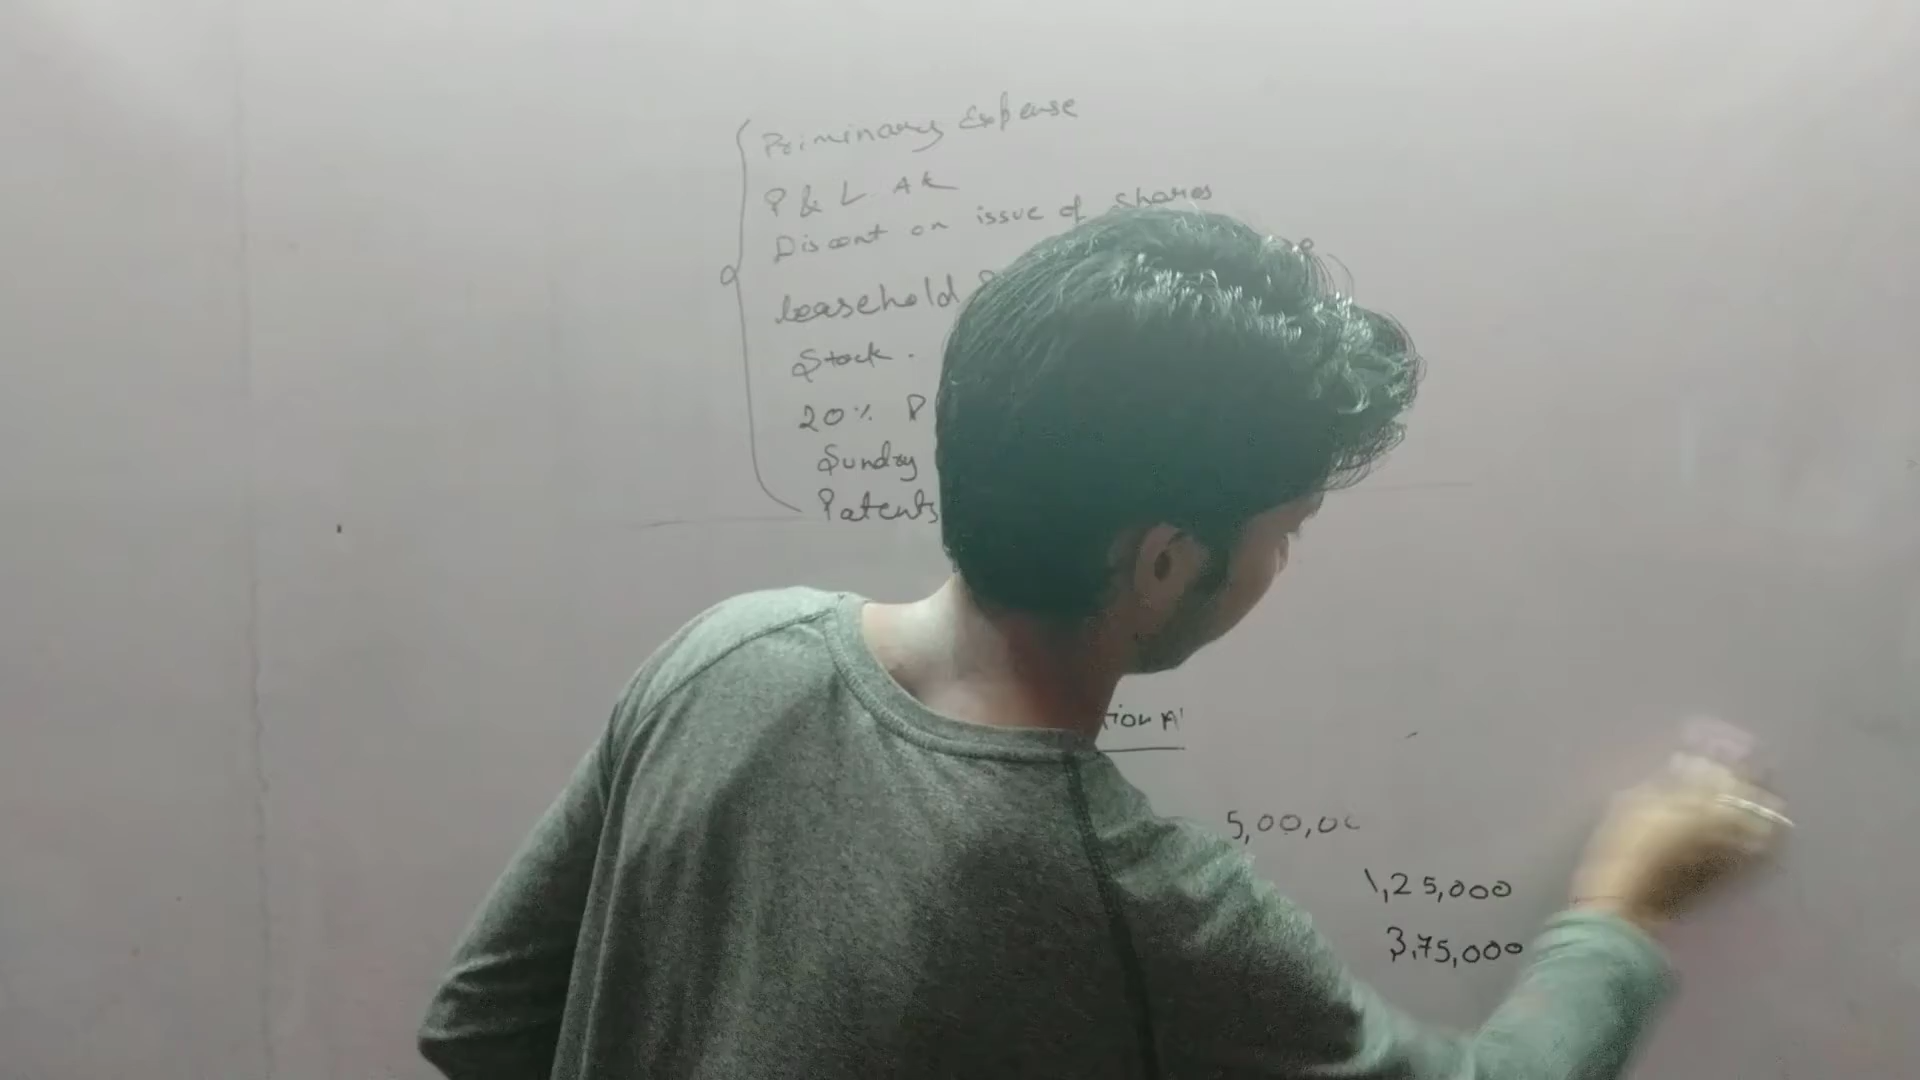 Priminary Expense
P & L A/c
Discont on issue of shares
leasehold
Stock.
20%. P
Sundry
Patents
tion A
5,00,00
1,25,000
3,75,000